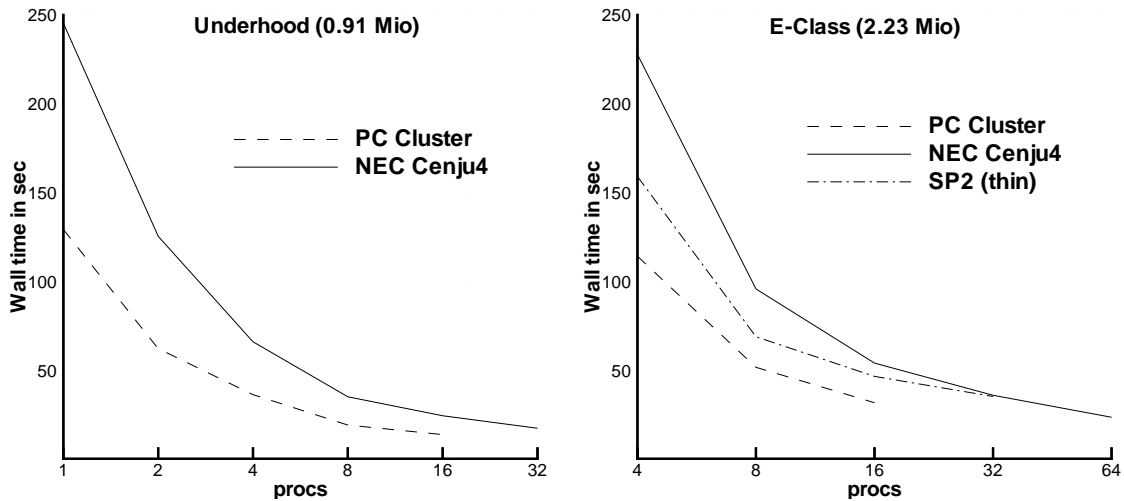 Underhood (0.91 Mio)
250
200
150
100
50
Wall time in sec
PC Cluster
NEC Cenju4
1 2 4 8 16 32
procs
E-Class (2.23 Mio)
250
200
150
100
50
Wall time in sec
PC Cluster
NEC Cenju4
SP2 (thin)
4 8 16 32 64
procs